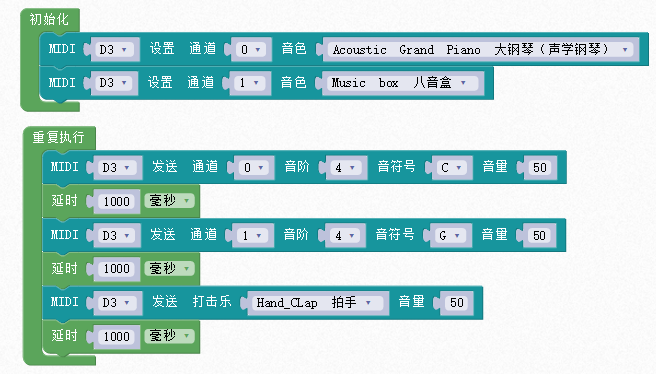 初始化
MIDI D3 设置 通道 0 音色 Acoustic Grand Piano 大钢琴（声学钢琴）
MIDI D3 设置 通道 1 音色 Music box 八音盒
重复执行
MIDI D3 发送 通道 0 音阶 4 音符号 C 音量 50
延时 1000 毫秒
MIDI D3 发送 通道 1 音阶 4 音符号 G 音量 50
延时 1000 毫秒
MIDI D3 发送 打击乐 Hand_CLap 拍手 音量 50
延时 1000 毫秒